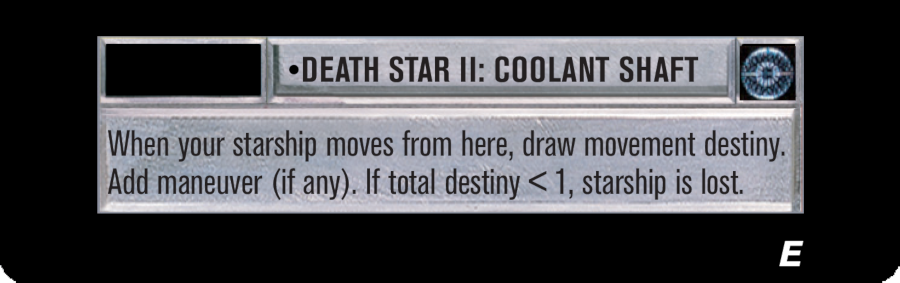 •DEATH STAR II: COOLANT SHAFT
When your starship moves from here, draw movement destiny.
Add maneuver (if any). If total destiny < 1, starship is lost.
E